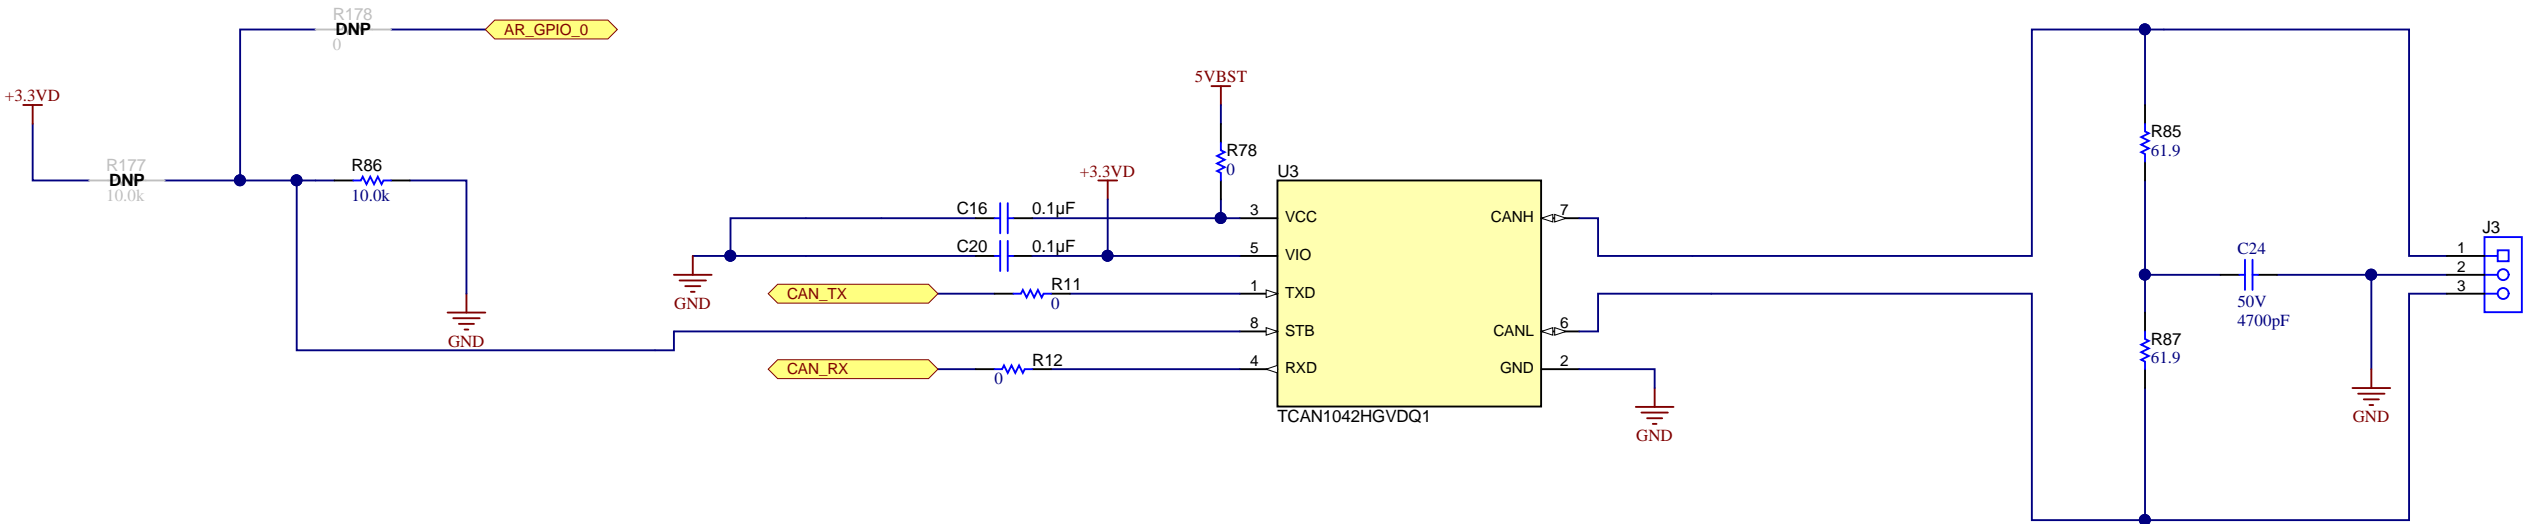 R178
DNP
0
AR_GPIO_0
+3.3VD
R177
DNP
10.0k
R86
10.0k
GND
5VBST
R78
0
+3.3VD
C16
0.1µF
C20
0.1µF
GND
CAN_TX
R11
0
CAN_RX
R12
0
U3
3
VCC
5
VIO
1
TXD
8
STB
4
RXD
CANH
7
CANL
6
GND
2
TCAN1042HGVDQ1
GND
R85
61.9
R87
61.9
C24
50V
4700pF
GND
J3
1
2
3